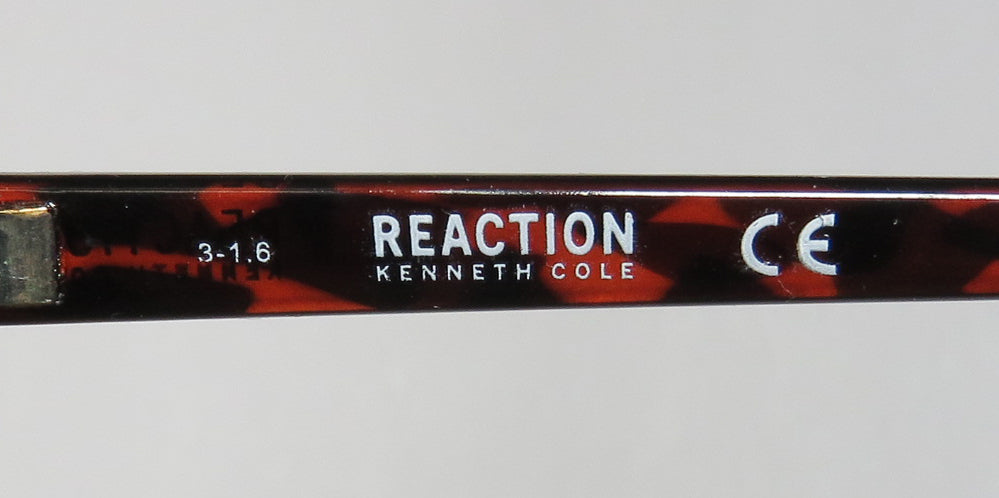 3-1.6
REACTION
KENNETH COLE
CE